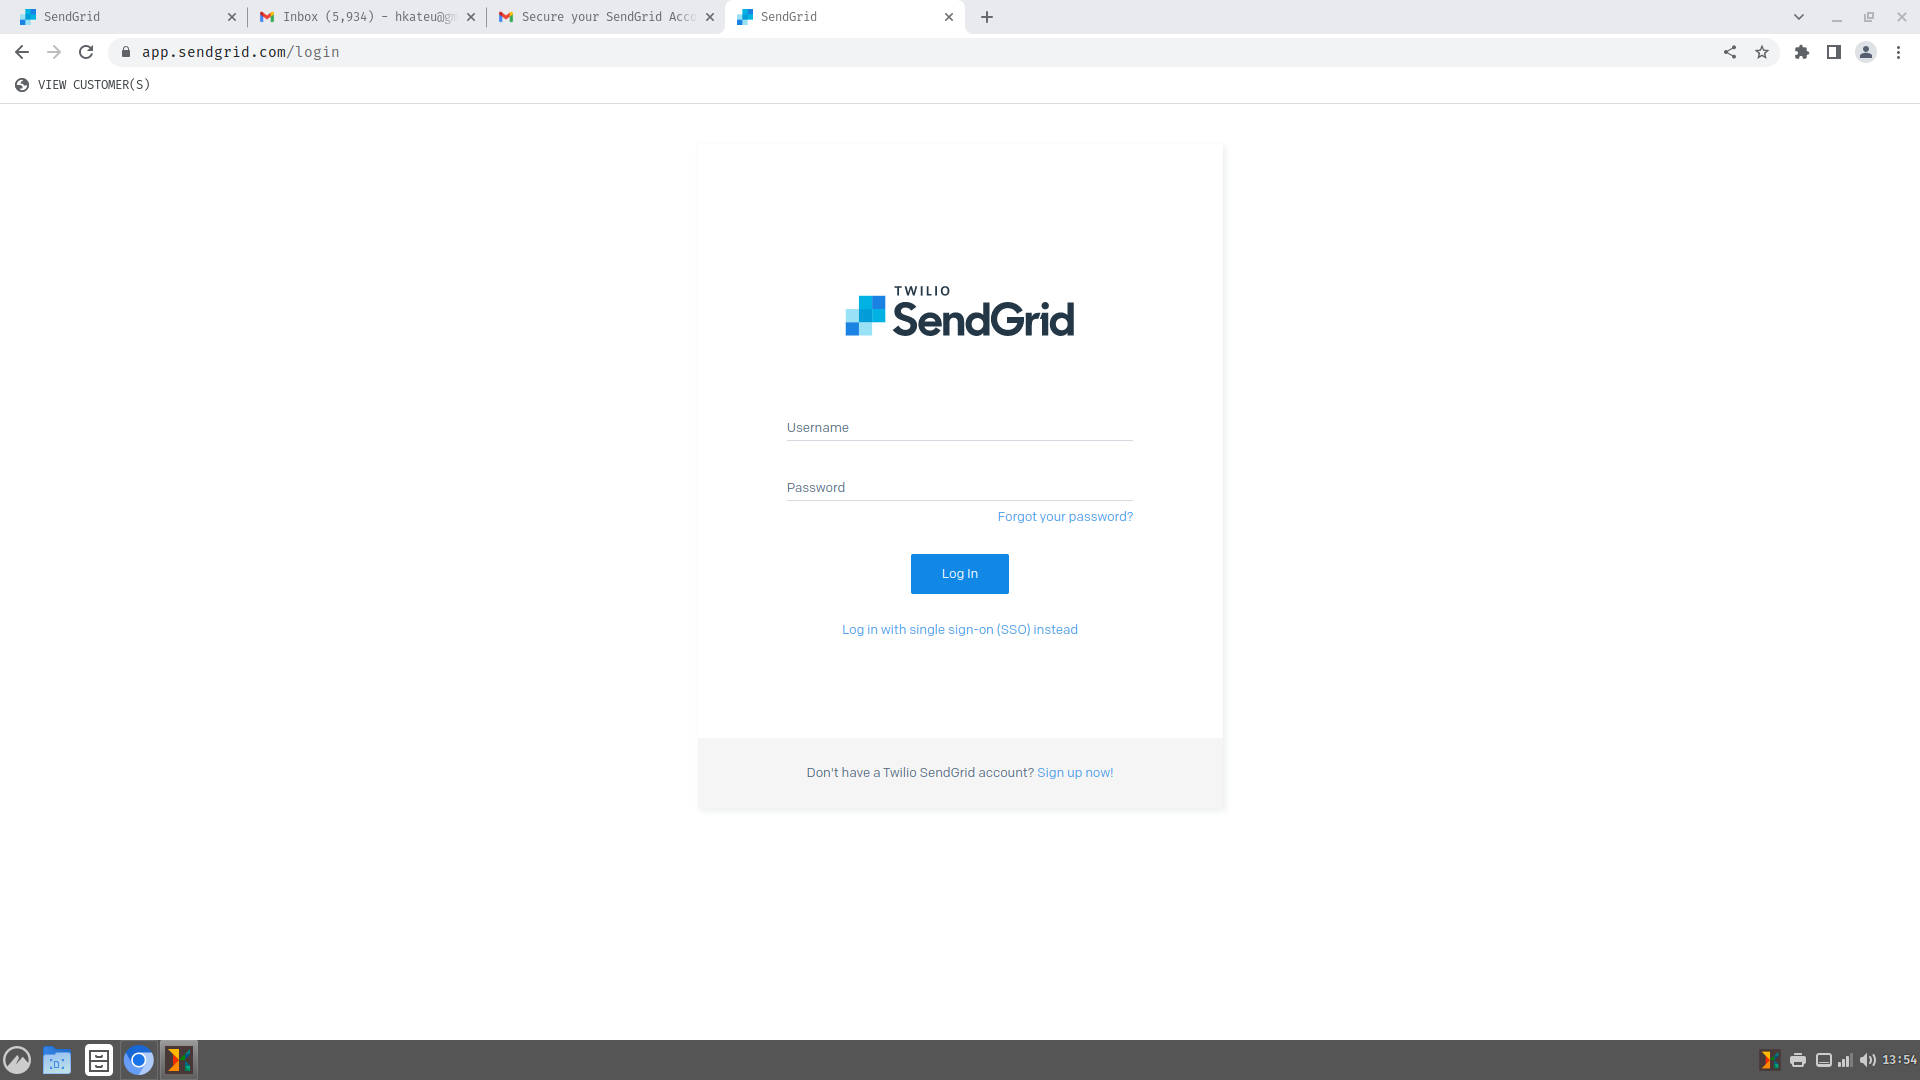 SendGrid
Inbox (5,934) - hkateu@gm
Secure your SendGrid Acco
SendGrid
app.sendgrid.com/login
VIEW CUSTOMER(S)
TWILIO
SendGrid
Username
Password
Forgot your password?
Log In
Log in with single sign-on (SSO) instead
Don't have a Twilio SendGrid account? Sign up now!
13:54